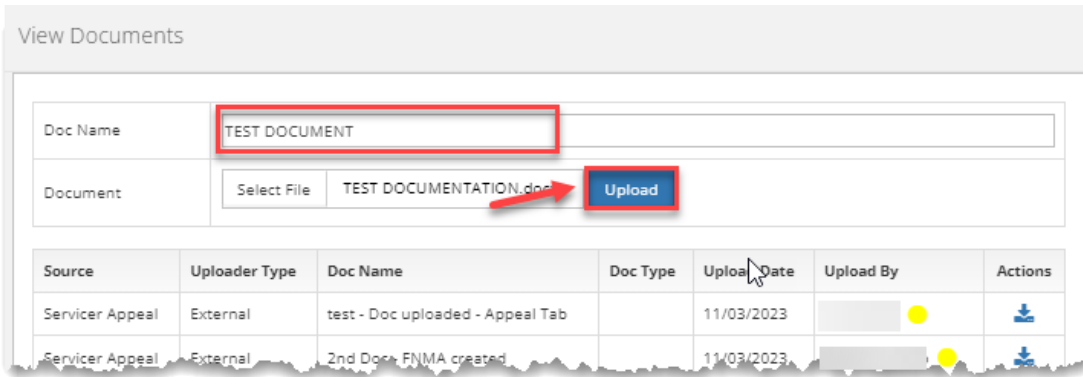 View Documents
Doc Name TEST DOCUMENT
Document Select File TEST DOCUMENTATION.doc Upload
Source Uploader Type Doc Name Doc Type Upload Date Upload By Actions
Servicer Appeal External test - Doc uploaded - Appeal Tab 11/03/2023
Servicer Appeal External 2nd Doc- FNMA created 11/03/2023